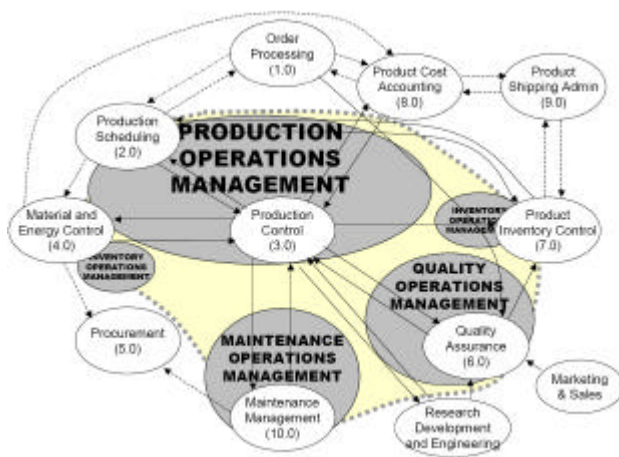 Order
Processing
(1.0)
Product Cost
Accounting
(8.0)
Product
Shipping Admin
(9.0)
Production
Scheduling
(2.0)
PRODUCTION
OPERATIONS
MANAGEMENT
Material and
Energy Control
(4.0)
Production
Control
(3.0)
INVENTORY
OPERATIONS
MANAGEMENT
Product
Inventory Control
(7.0)
INVENTORY
OPERATIONS
MANAGEMENT
QUALITY
OPERATIONS
MANAGEMENT
Procurement
(5.0)
MAINTENANCE
OPERATIONS
MANAGEMENT
Quality
Assurance
(6.0)
Marketing
& Sales
Maintenance
Management
(10.0)
Research
Development
and Engineering